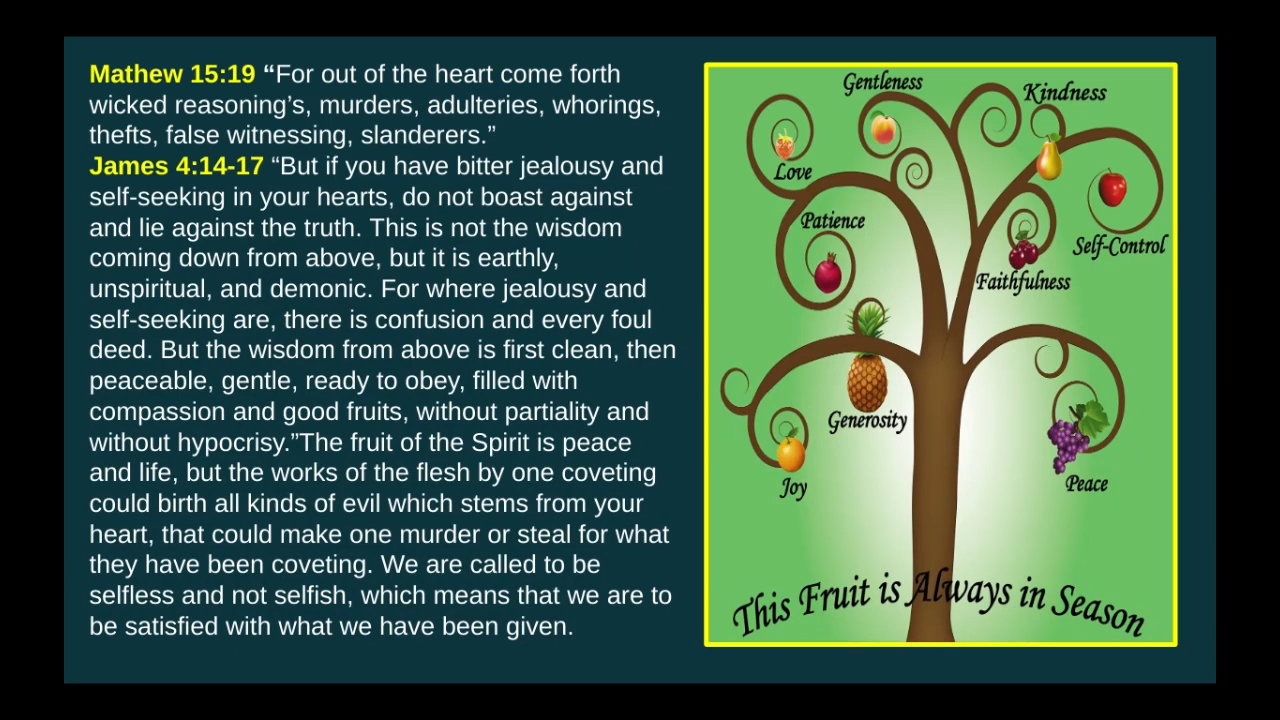 Mathew 15:19 “For out of the heart come forth
wicked reasoning’s, murders, adulteries, whorings,
thefts, false witnessing, slanderers.”
James 4:14-17 “But if you have bitter jealousy and
self-seeking in your hearts, do not boast against
and lie against the truth. This is not the wisdom
coming down from above, but it is earthly,
unspiritual, and demonic. For where jealousy and
self-seeking are, there is confusion and every foul
deed. But the wisdom from above is first clean, then
peaceable, gentle, ready to obey, filled with
compassion and good fruits, without partiality and
without hypocrisy.”The fruit of the Spirit is peace
and life, but the works of the flesh by one coveting
could birth all kinds of evil which stems from your
heart, that could make one murder or steal for what
they have been coveting. We are called to be
selfless and not selfish, which means that we are to
be satisfied with what we have been given.
Gentleness
Kindness
Love
Patience
Self-Control
Faithfulness
Generosity
Joy
Peace
This Fruit is Always in Season